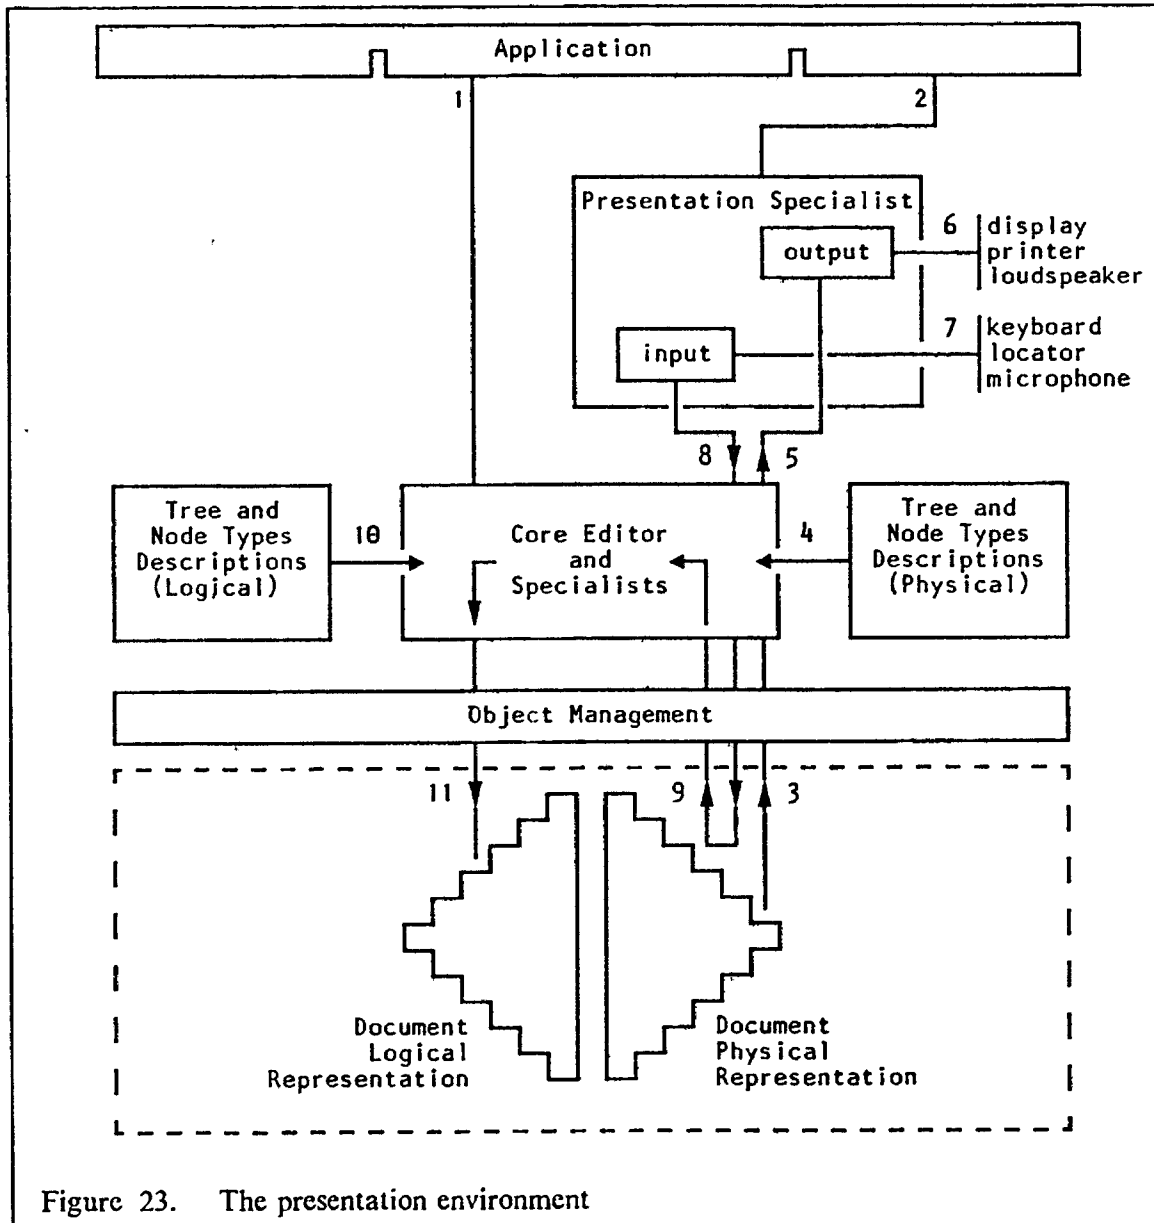 Application
1
2
Presentation Specialist
output
6
display
printer
loudspeaker
input
7
keyboard
locator
microphone
8
5
Tree and
Node Types
Descriptions
(Logical)
10
Core Editor
and
Specialists
4
Tree and
Node Types
Descriptions
(Physical)
Object Management
11
9
3
Document
Logical
Representation
Document
Physical
Representation
Figure 23. The presentation environment